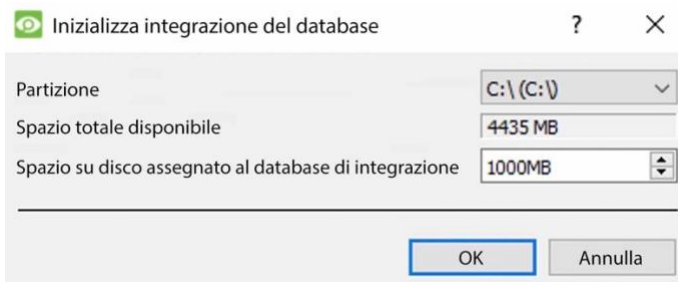 Inizializza integrazione del database ?
Partizione C:\ (C:\)
Spazio totale disponibile 4435 MB
Spazio su disco assegnato al database di integrazione 1000MB
OK Annulla